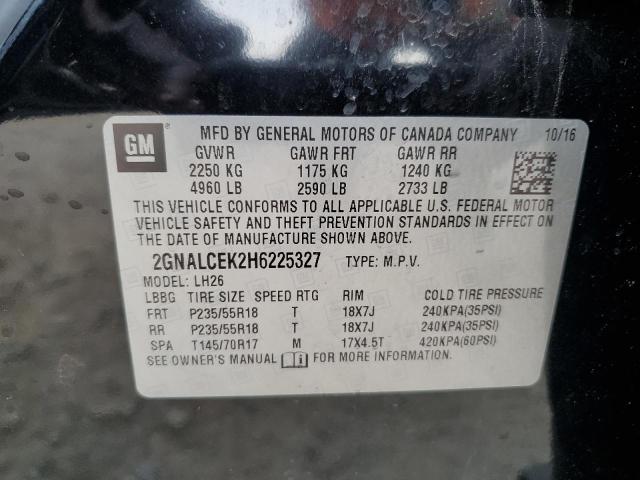 GM MFD BY GENERAL MOTORS OF CANADA COMPANY 10/16
GVWR GAWR FRT GAWR RR
2250 KG 1175 KG 1240 KG
4960 LB 2590 LB 2733 LB
THIS VEHICLE CONFORMS TO ALL APPLICABLE U.S. FEDERAL MOTOR
VEHICLE SAFETY AND THEFT PREVENTION STANDARDS IN EFFECT ON
THE DATE OF MANUFACTURE SHOWN ABOVE.
2GNALCEK2H6225327 TYPE: M.P.V.
MODEL: LH26
LBBG TIRE SIZE SPEED RTG RIM COLD TIRE PRESSURE
FRT P235/55R18 T 18X7J 240KPA(35PSI)
RR P235/55R18 T 18X7J 240KPA(35PSI)
SPA T145/70R17 M 17X4.5T 420KPA(60PSI)
SEE OWNER'S MANUAL FOR MORE INFORMATION.